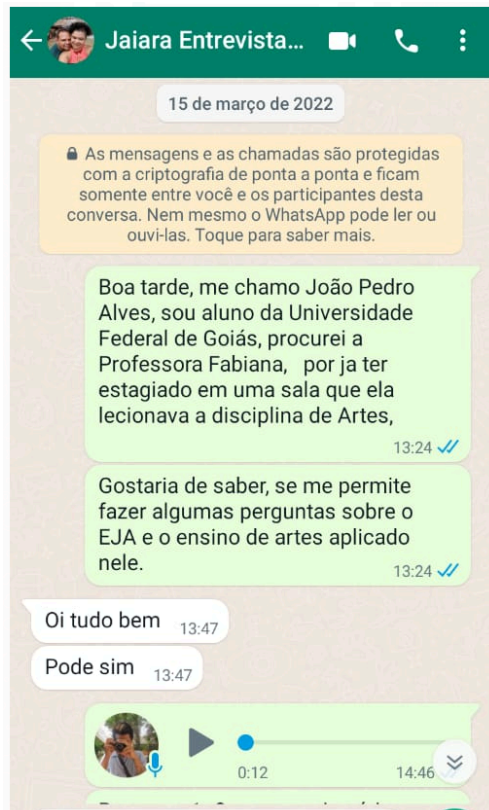 Jaiara Entrevista...
15 de março de 2022
As mensagens e as chamadas são protegidas
com a criptografia de ponta a ponta e ficam
somente entre você e os participantes desta
conversa. Nem mesmo o WhatsApp pode ler ou
ouvi-las. Toque para saber mais.
Boa tarde, me chamo João Pedro
Alves, sou aluno da Universidade
Federal de Goiás, procurei a
Professora Fabiana, por ja ter
estagiado em uma sala que ela
lecionava a disciplina de Artes,
13:24
Gostaria de saber, se me permite
fazer algumas perguntas sobre o
EJA e o ensino de artes aplicado
nele.
13:24
Oi tudo bem 13:47
Pode sim 13:47
0:12 14:46